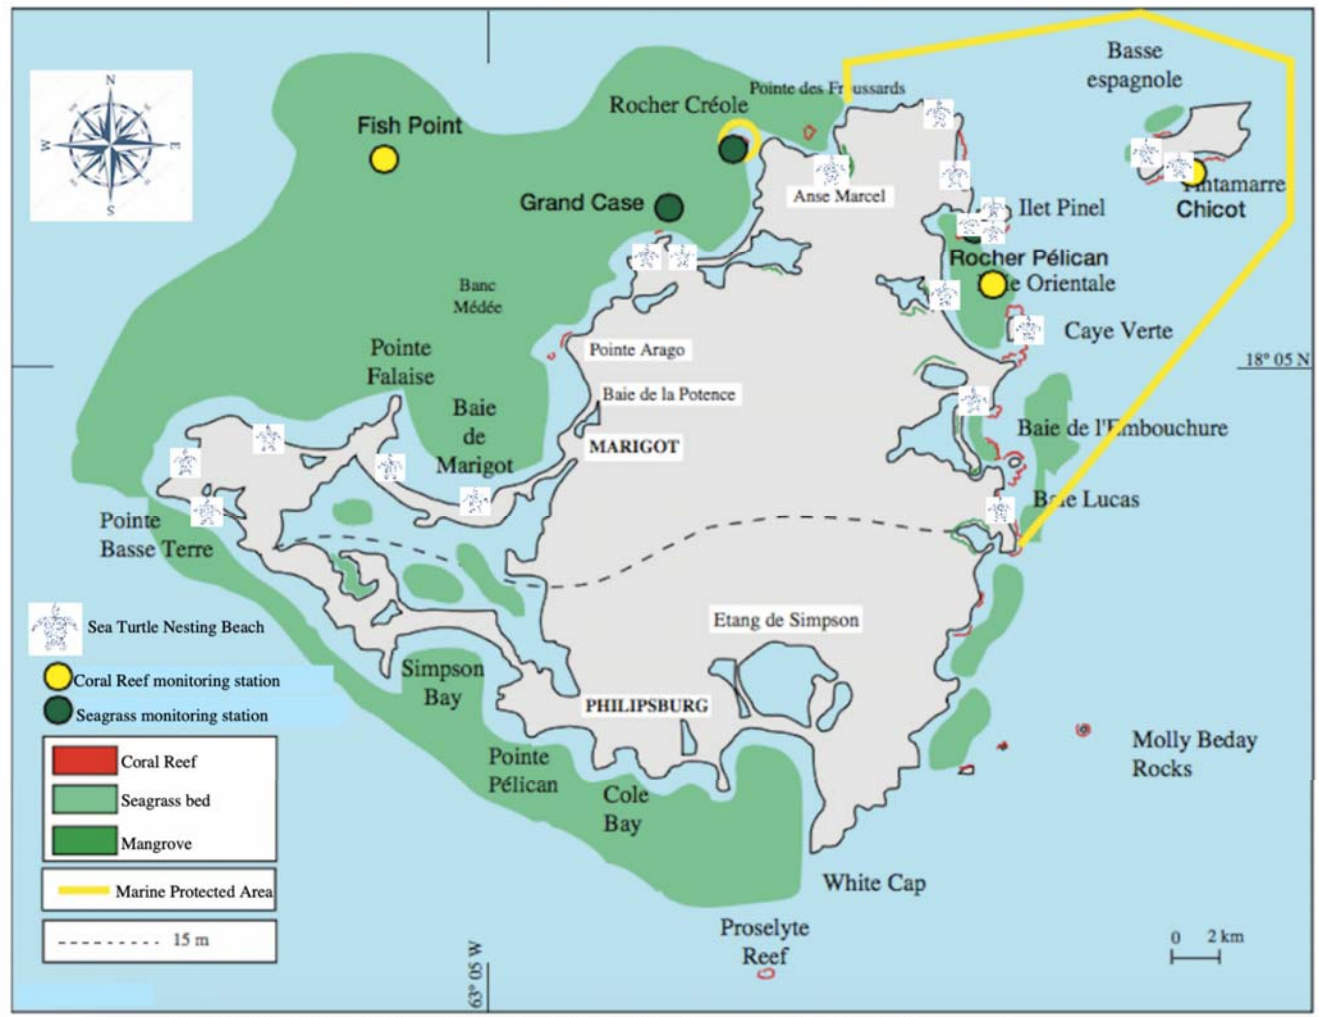 Basse
espagnole
Pointe des Froussards
Rocher Créole
Fish Point
N
W
E
S
Grand Case
Anse Marcel
Ilet Pinel
Tintamarre
Chicot
Rocher Pélican
le Orientale
Banc
Médée
Caye Verte
Pointe
Falaise
Pointe Arago
18° 05 N
Baie de la Potence
Baie
de
Marigot
MARIGOT
Baie de l'Embouchure
Baie Lucas
Pointe
Basse Terre
Etang de Simpson
Sea Turtle Nesting Beach
Coral Reef monitoring station
Seagrass monitoring station
Simpson
Bay
PHILIPSBURG
Coral Reef
Seagrass bed
Mangrove
Pointe
Pélican
Cole
Bay
Molly Beday
Rocks
Marine Protected Area
White Cap
15 m
Proselyte
Reef
0 2 km
63° 05 W